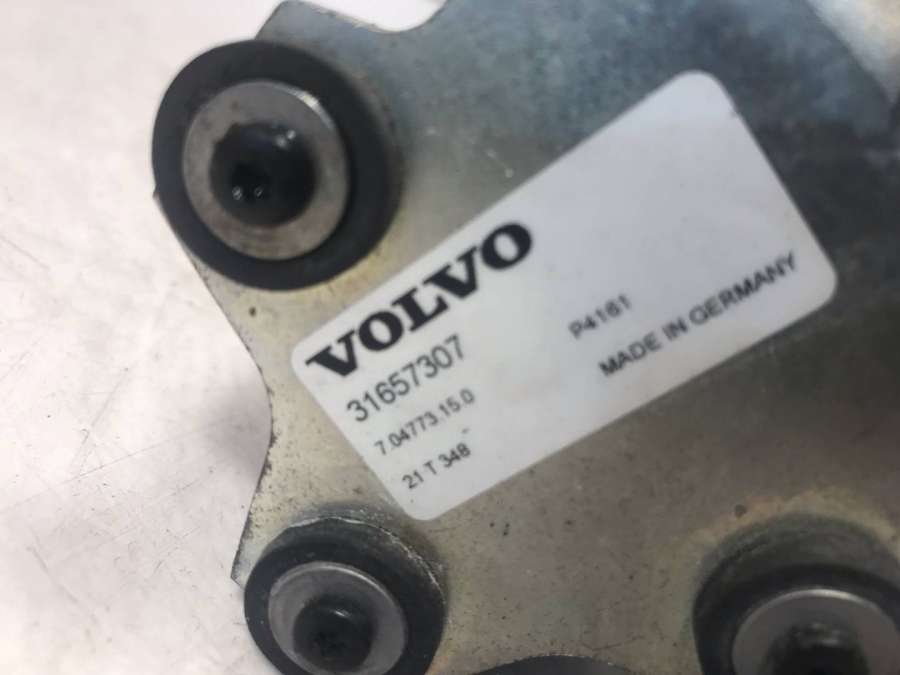 VOLVO
31657307
P4161
7.04773.15.0
MADE IN GERMANY
21 T 348